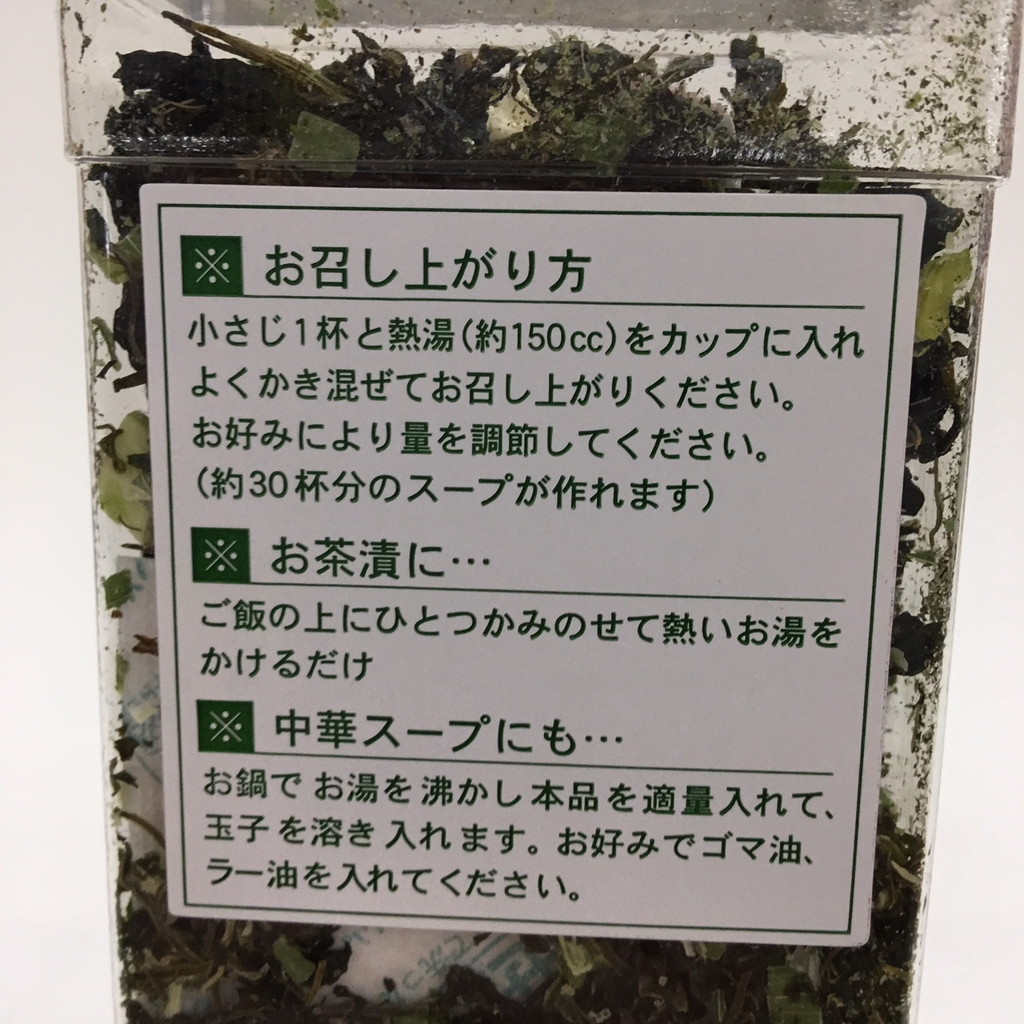 ※ お召し上がり方
小さじ1杯と熱湯(約150cc)をカップに入れ
よくかき混ぜてお召し上がりください。
お好みにより量を調節してください。
(約30杯分のスープが作れます)
※ お茶漬に…
ご飯の上にひとつかみのせて熱いお湯を
かけるだけ
※ 中華スープにも…
お鍋でお湯を沸かし本品を適量入れて、
玉子を溶き入れます。お好みでゴマ油、
ラー油を入れてください。